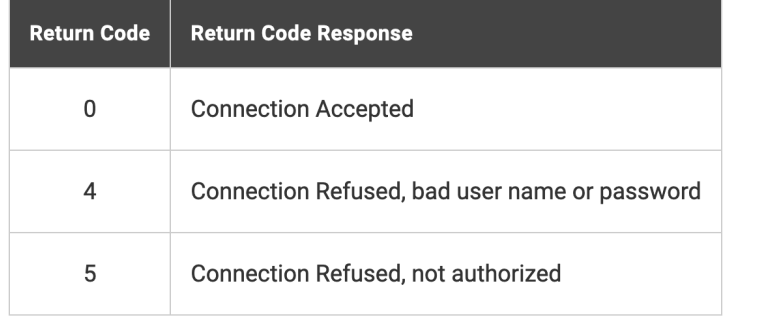 Return Code Return Code Response
0 Connection Accepted
4 Connection Refused, bad user name or password
5 Connection Refused, not authorized